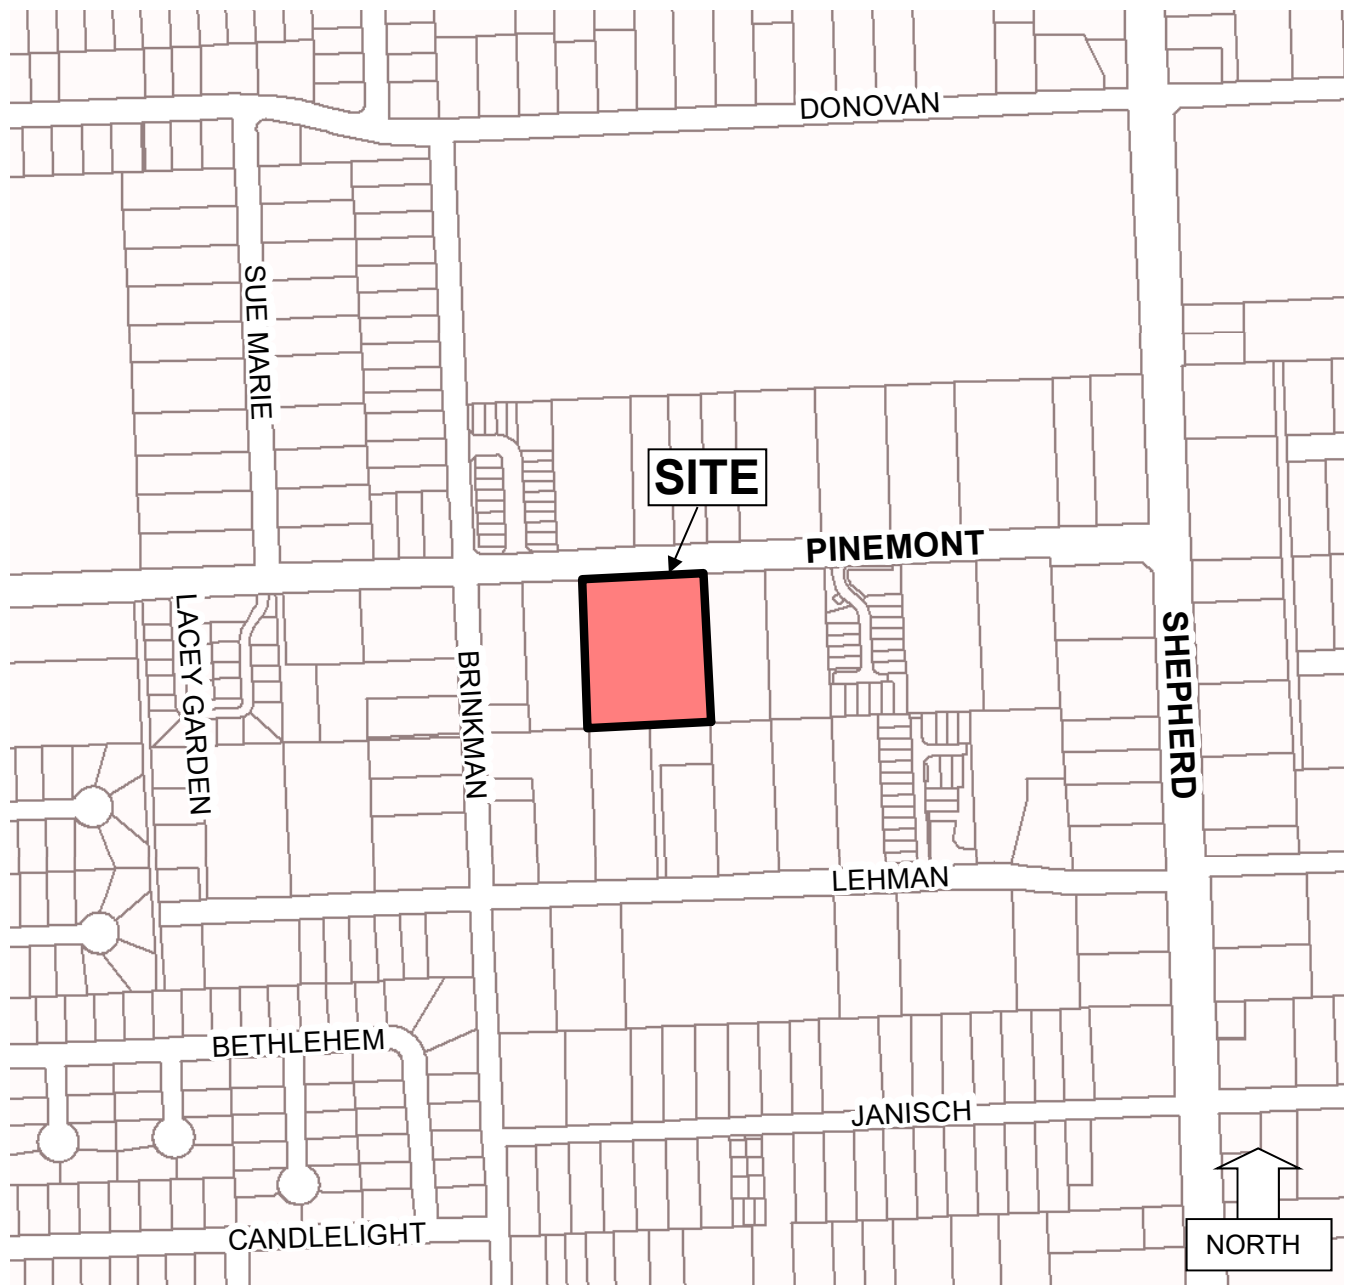 DONOVAN
SUE MARIE
SITE
PINEMONT
LACEY GARDEN
BRINKMAN
SHEPHERD
LEHMAN
BETHLEHEM
JANISCH
CANDLELIGHT
NORTH